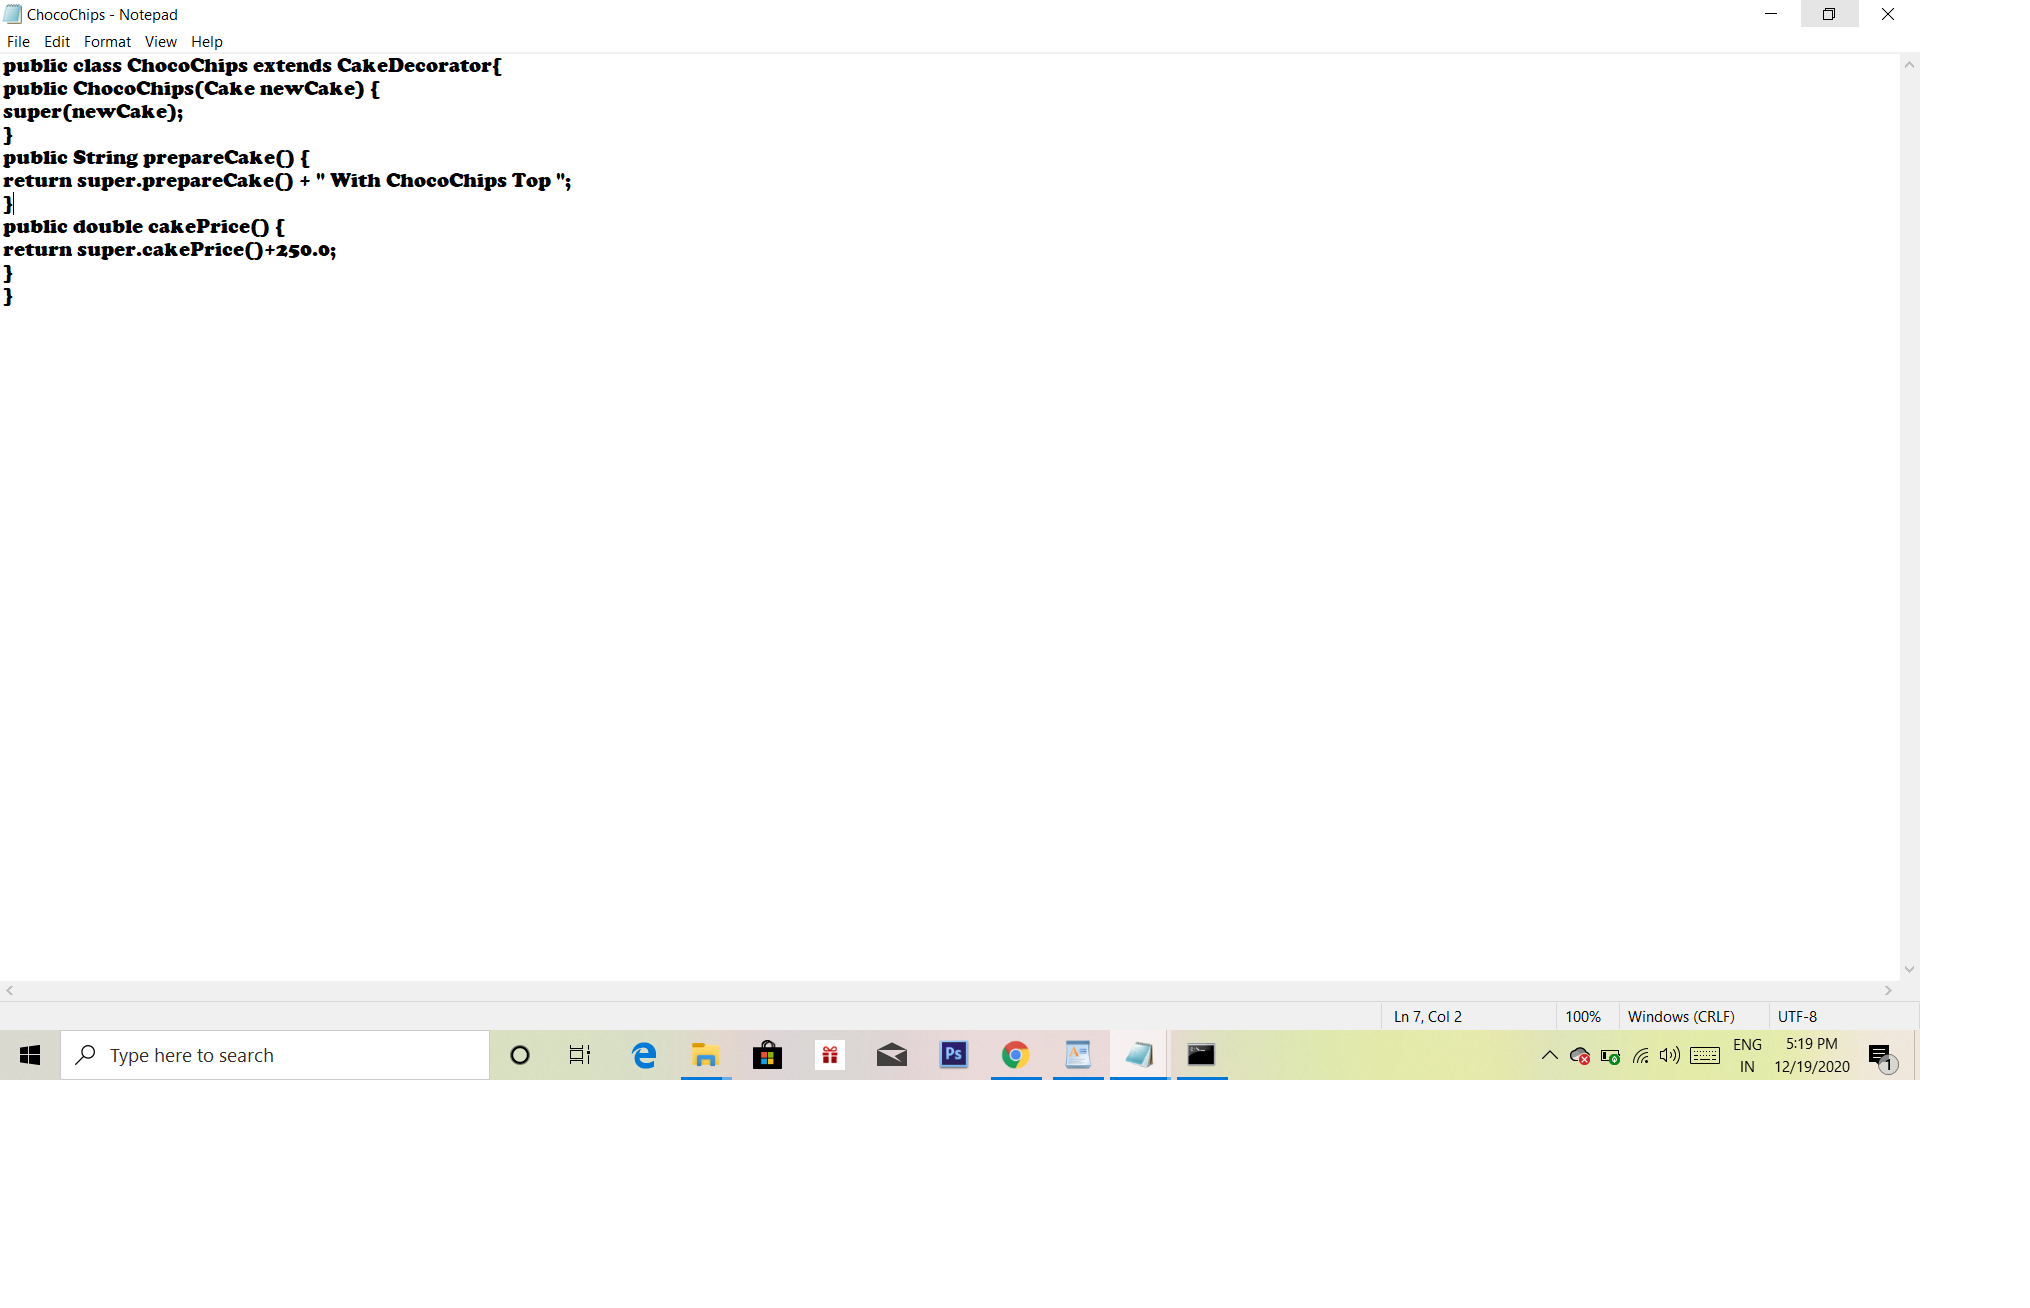 ChocoChips - Notepad
File Edit Format View Help
public class ChocoChips extends CakeDecorator{
public ChocoChips(Cake newCake) {
super(newCake);
}
public String prepareCake() {
return super.prepareCake() + " With ChocoChips Top ";
}
public double cakePrice() {
return super.cakePrice()+250.0;
}
}
Ln 7, Col 2 100% Windows (CRLF) UTF-8
Type here to search Ps ENG 5:19 PM
IN 12/19/2020 1